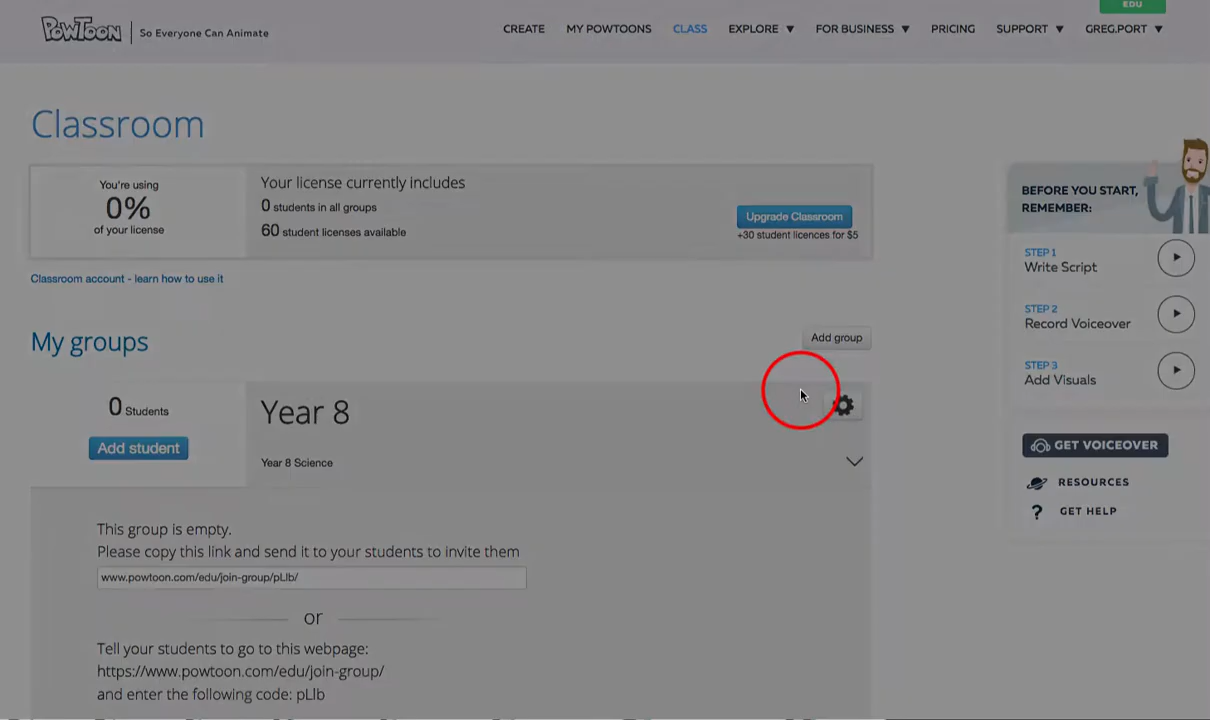 EDU
POWTOON So Everyone Can Animate
CREATE MY POWTOONS CLASS EXPLORE ▼ FOR BUSINESS ▼ PRICING SUPPORT ▼ GREG.PORT ▼
Classroom
You're using
0%
of your license
Your license currently includes
0 students in all groups
60 student licenses available
Upgrade Classroom
+30 student licences for $5
Classroom account - learn how to use it
My groups
Add group
0 Students
Add student
Year 8
Year 8 Science
This group is empty.
Please copy this link and send it to your students to invite them
www.powtoon.com/edu/join-group/pLlb/
or
Tell your students to go to this webpage:
https://www.powtoon.com/edu/join-group/
and enter the following code: pLlb
BEFORE YOU START,
REMEMBER:
STEP 1
Write Script
STEP 2
Record Voiceover
STEP 3
Add Visuals
GET VOICEOVER
RESOURCES
? GET HELP